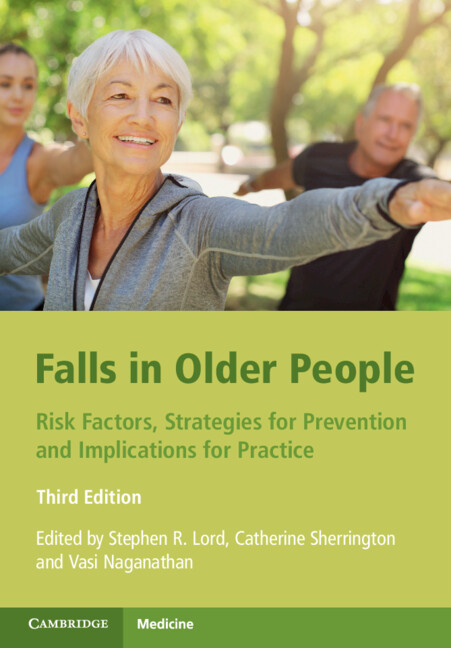 Falls in Older People
Risk Factors, Strategies for Prevention
and Implications for Practice
Third Edition
Edited by Stephen R. Lord, Catherine Sherrington
and Vasi Naganathan
CAMBRIDGE Medicine